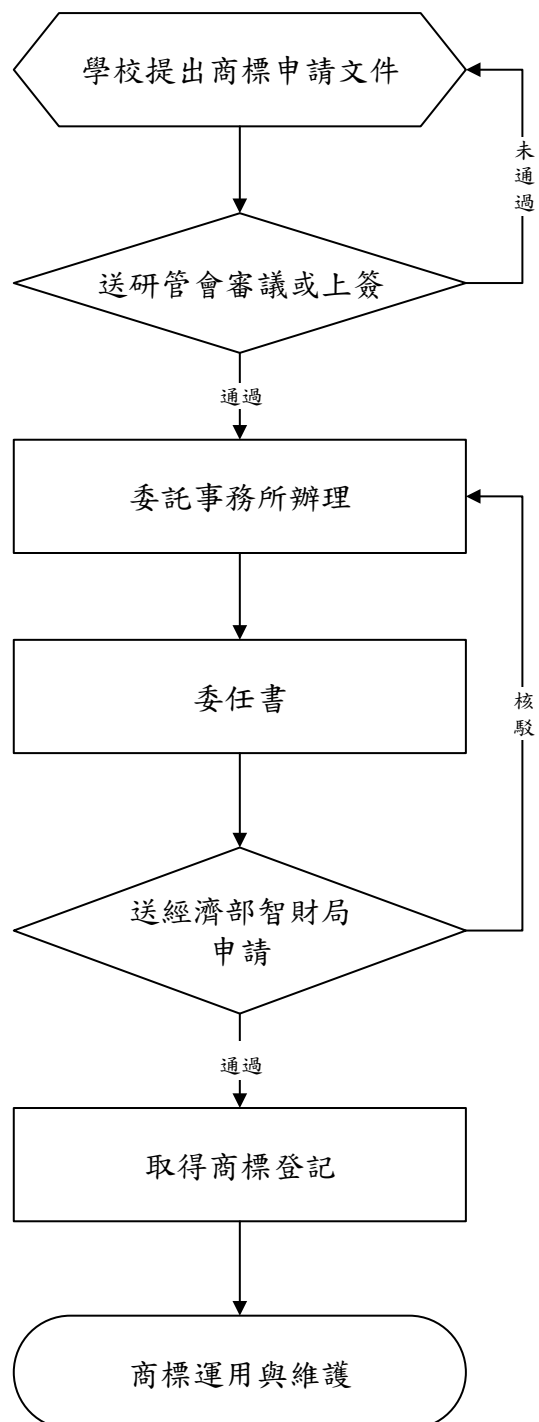 學校提出商標申請文件
未通過
送研管會審議或上簽
通過
委託事務所辦理
委任書
核駁
送經濟部智財局
申請
通過
取得商標登記
商標運用與維護